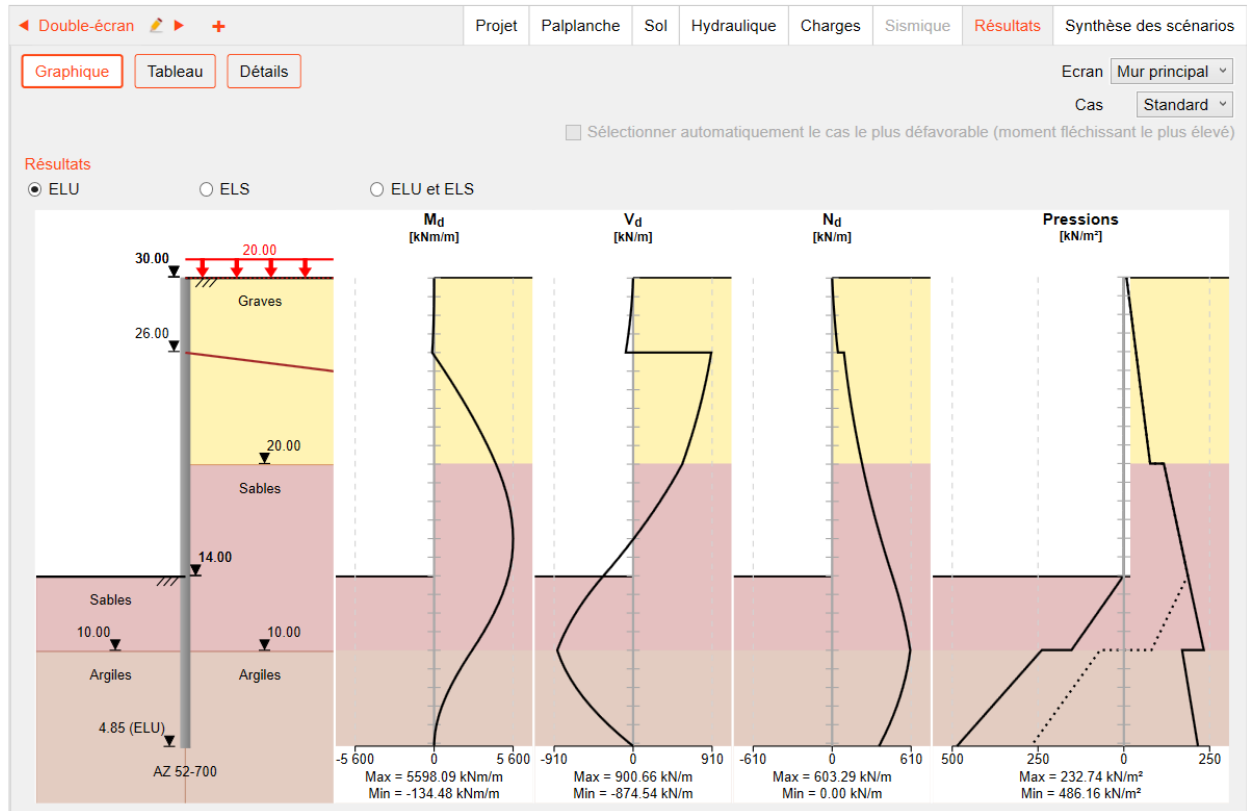 Double-écran
Projet Palplanche Sol Hydraulique Charges Sismique Résultats Synthèse des scénarios
Graphique Tableau Détails
Ecran Mur principal
Cas Standard
Sélectionner automatiquement le cas le plus défavorable (moment fléchissant le plus élevé)
Résultats
ELU ELS ELU et ELS
Md Vd Nd Pressions
[kNm/m] [kN/m] [kN/m] [kN/m²]
20.00
30.00
Graves
26.00
20.00
Sables
14.00
Sables
10.00 10.00
Argiles Argiles
4.85 (ELU)
AZ 52-700
-5 600 0 5 600 -910 0 910 -610 0 610 500 250 0 250
Max = 5598.09 kNm/m Max = 900.66 kN/m Max = 603.29 kN/m Max = 232.74 kN/m²
Min = -134.48 kNm/m Min = -874.54 kN/m Min = 0.00 kN/m Min = 486.16 kN/m²